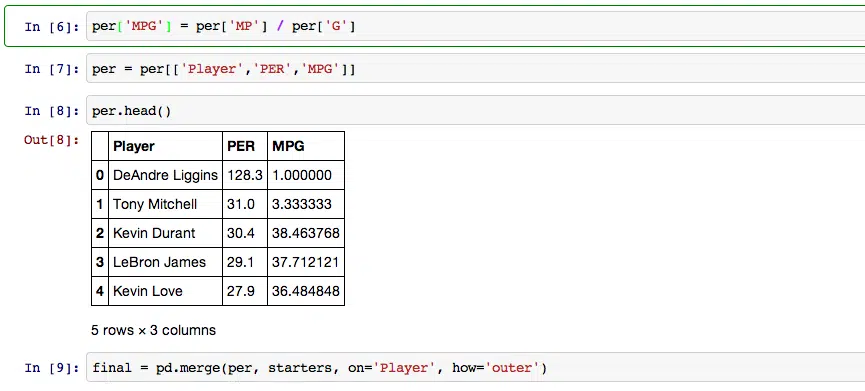 In [6]: per['MPG'] = per['MP'] / per['G']
In [7]: per = per[['Player','PER','MPG']]
In [8]: per.head()
Out[8]:
Player PER MPG
0 DeAndre Liggins 128.3 1.000000
1 Tony Mitchell 31.0 3.333333
2 Kevin Durant 30.4 38.463768
3 LeBron James 29.1 37.712121
4 Kevin Love 27.9 36.484848
5 rows × 3 columns
In [9]: final = pd.merge(per, starters, on='Player', how='outer')